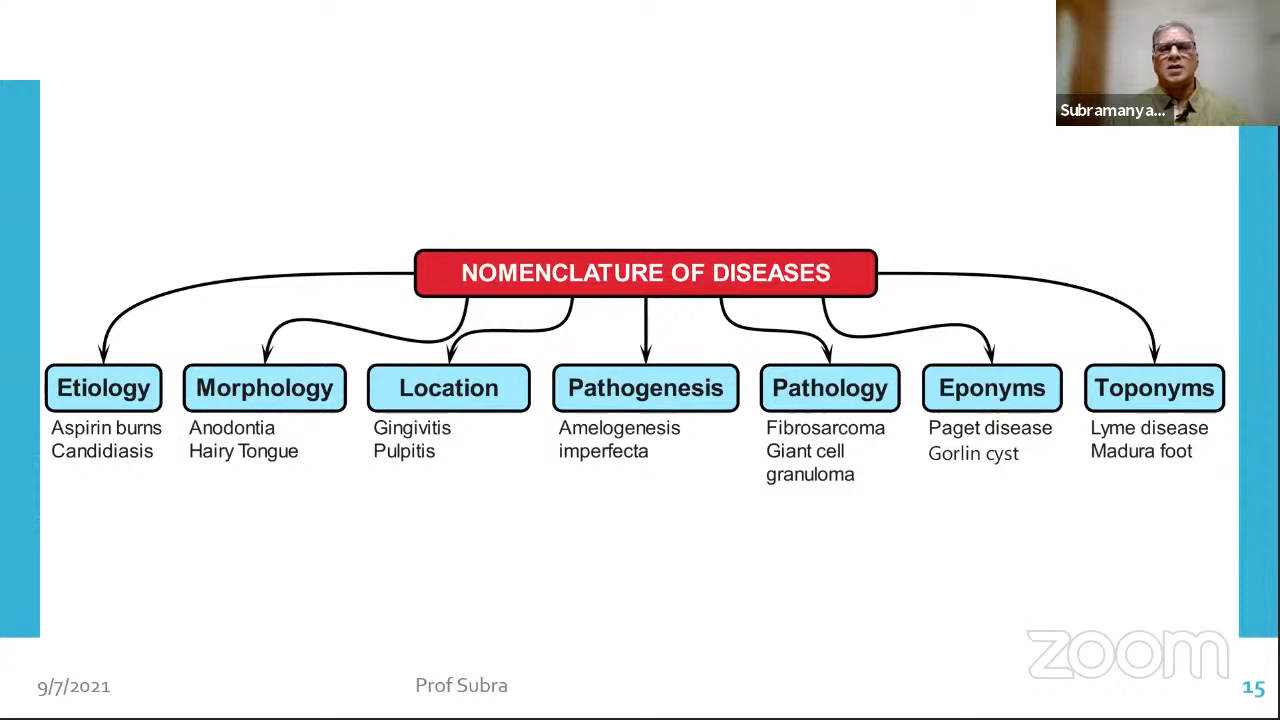 Subramanya...
NOMENCLATURE OF DISEASES
Etiology
Aspirin burns
Candidiasis
Morphology
Anodontia
Hairy Tongue
Location
Gingivitis
Pulpitis
Pathogenesis
Amelogenesis
imperfecta
Pathology
Fibrosarcoma
Giant cell
granuloma
Eponyms
Paget disease
Gorlin cyst
Toponyms
Lyme disease
Madura foot
zoom
9/7/2021
Prof Subra
15